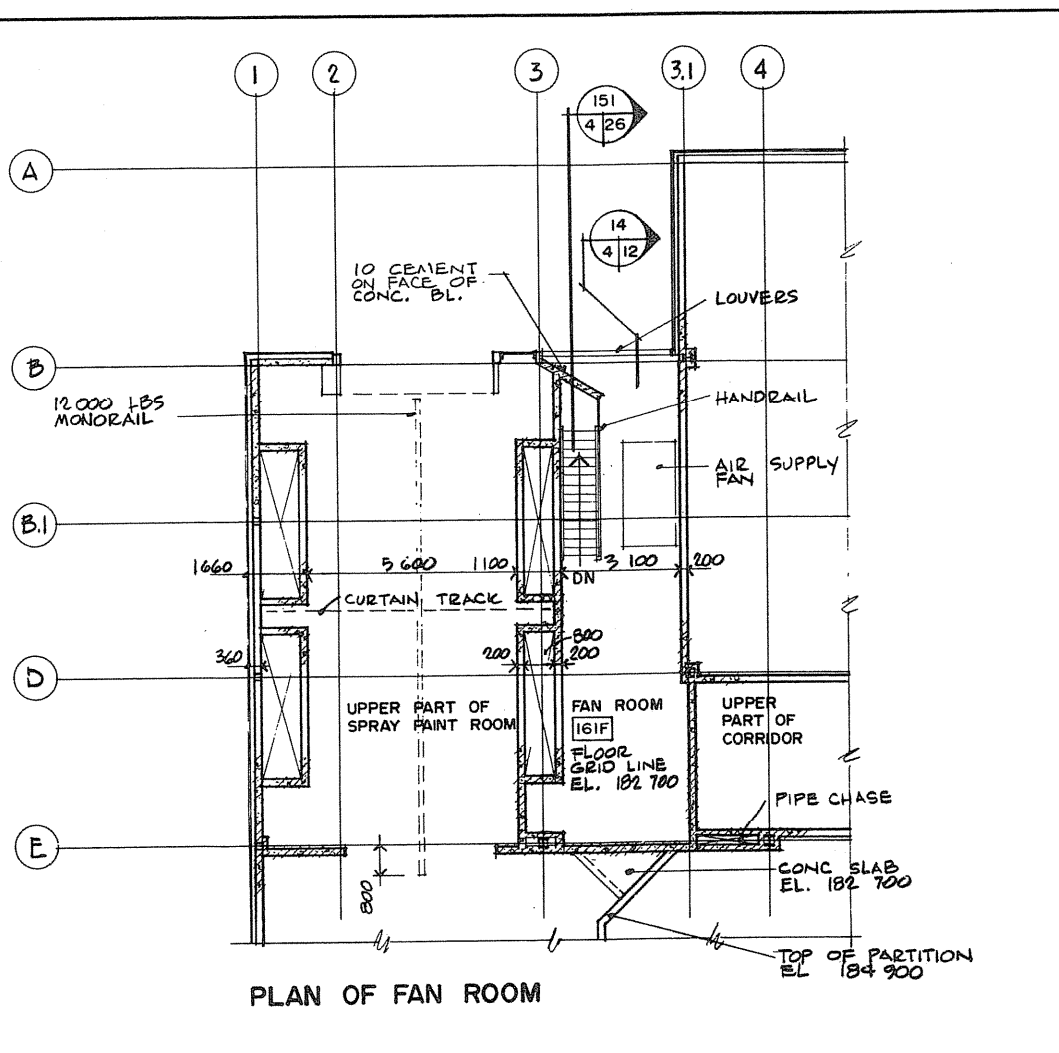 1
2
3
3.1
4
151
4 26
A
14
4 12
10 CEMENT
ON FACE OF
CONC. BL.
LOUVERS
B
12000 LBS
MONORAIL
HANDRAIL
AIR SUPPLY
FAN
B.1
1660
5600
1100
3 100
200
DN
CURTAIN TRACK
800
360
200
200
D
UPPER PART OF
SPRAY PAINT ROOM
FAN ROOM
161F
FLOOR
GRID LINE
EL. 182 700
UPPER
PART OF
CORRIDOR
PIPE CHASE
E
800
CONC SLAB
EL. 182 700
TOP OF PARTITION
EL 184 900
PLAN OF FAN ROOM